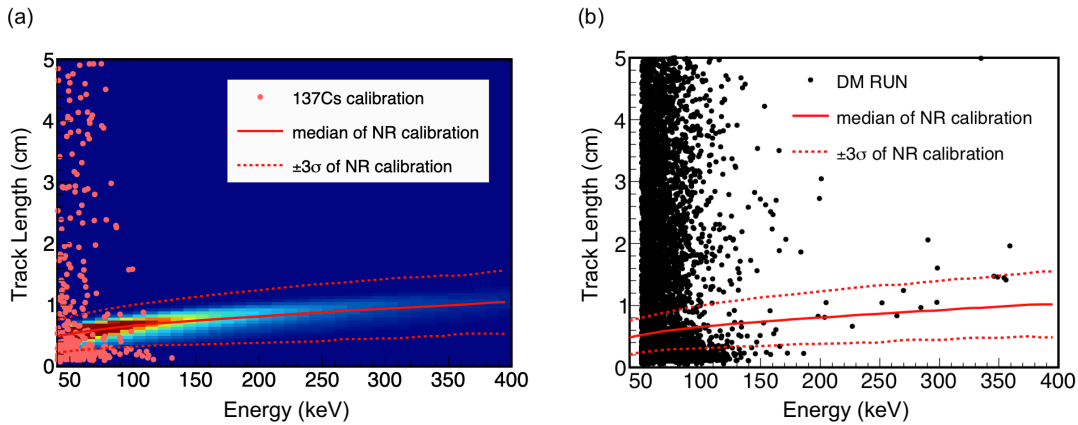 (a)
5
4
3
2
1
0
Track Length (cm)
137Cs calibration
median of NR calibration
±3σ of NR calibration
50 100 150 200 250 300 350 400
Energy (keV)
(b)
5
4
3
2
1
0
Track Length (cm)
DM RUN
median of NR calibration
±3σ of NR calibration
50 100 150 200 250 300 350 400
Energy (keV)